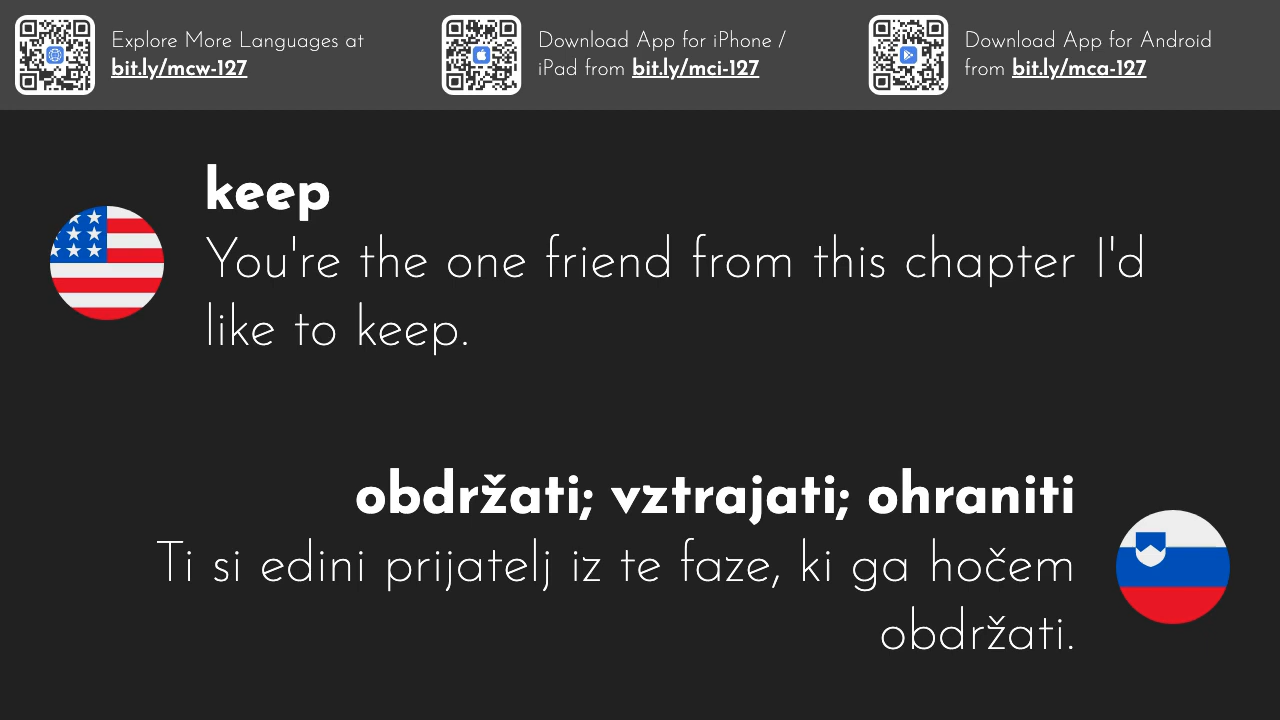 Explore More Languages at
bit.ly/mcw-127
Download App for iPhone /
iPad from bit.ly/mci-127
Download App for Android
from bit.ly/mca-127
keep
You're the one friend from this chapter I'd
like to keep.
obdržati; vztrajati; ohraniti
Ti si edini prijatelj iz te faze, ki ga hočem
obdržati.